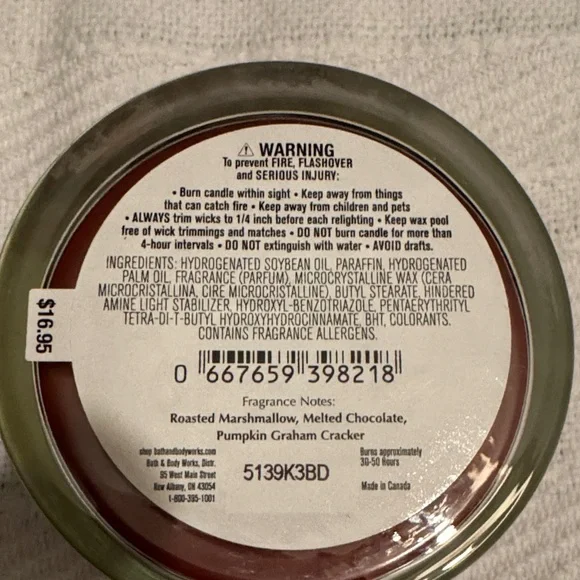 ⚠ WARNING
To prevent FIRE, FLASHOVER
and SERIOUS INJURY:
• Burn candle within sight • Keep away from things
that can catch fire • Keep away from children and pets
• ALWAYS trim wicks to 1/4 inch before each relighting • Keep wax pool
free of wick trimmings and matches • DO NOT burn candle for more than
4-hour intervals • DO NOT extinguish with water • AVOID drafts.
INGREDIENTS: HYDROGENATED SOYBEAN OIL, PARAFFIN, HYDROGENATED
PALM OIL, FRAGRANCE (PARFUM), MICROCRYSTALLINE WAX (CERA
MICROCRISTALLINA, CIRE MICROCRISTALLINE), BUTYL STEARATE, HINDERED
AMINE LIGHT STABILIZER, HYDROXYL-BENZOTRIAZOLE, PENTAERYTHRITYL
TETRA-DI-T-BUTYL HYDROXYHYDROCINNAMATE, BHT, COLORANTS.
CONTAINS FRAGRANCE ALLERGENS.
$16.95
0 667659 398218
Fragrance Notes:
Roasted Marshmallow, Melted Chocolate,
Pumpkin Graham Cracker
shop bathandbodyworks.com
Bath & Body Works, Distr.
95 West Main Street
New Albany, OH 43054
1-800-395-1001
5139K3BD
Burns approximately
30-50 Hours
Made in Canada